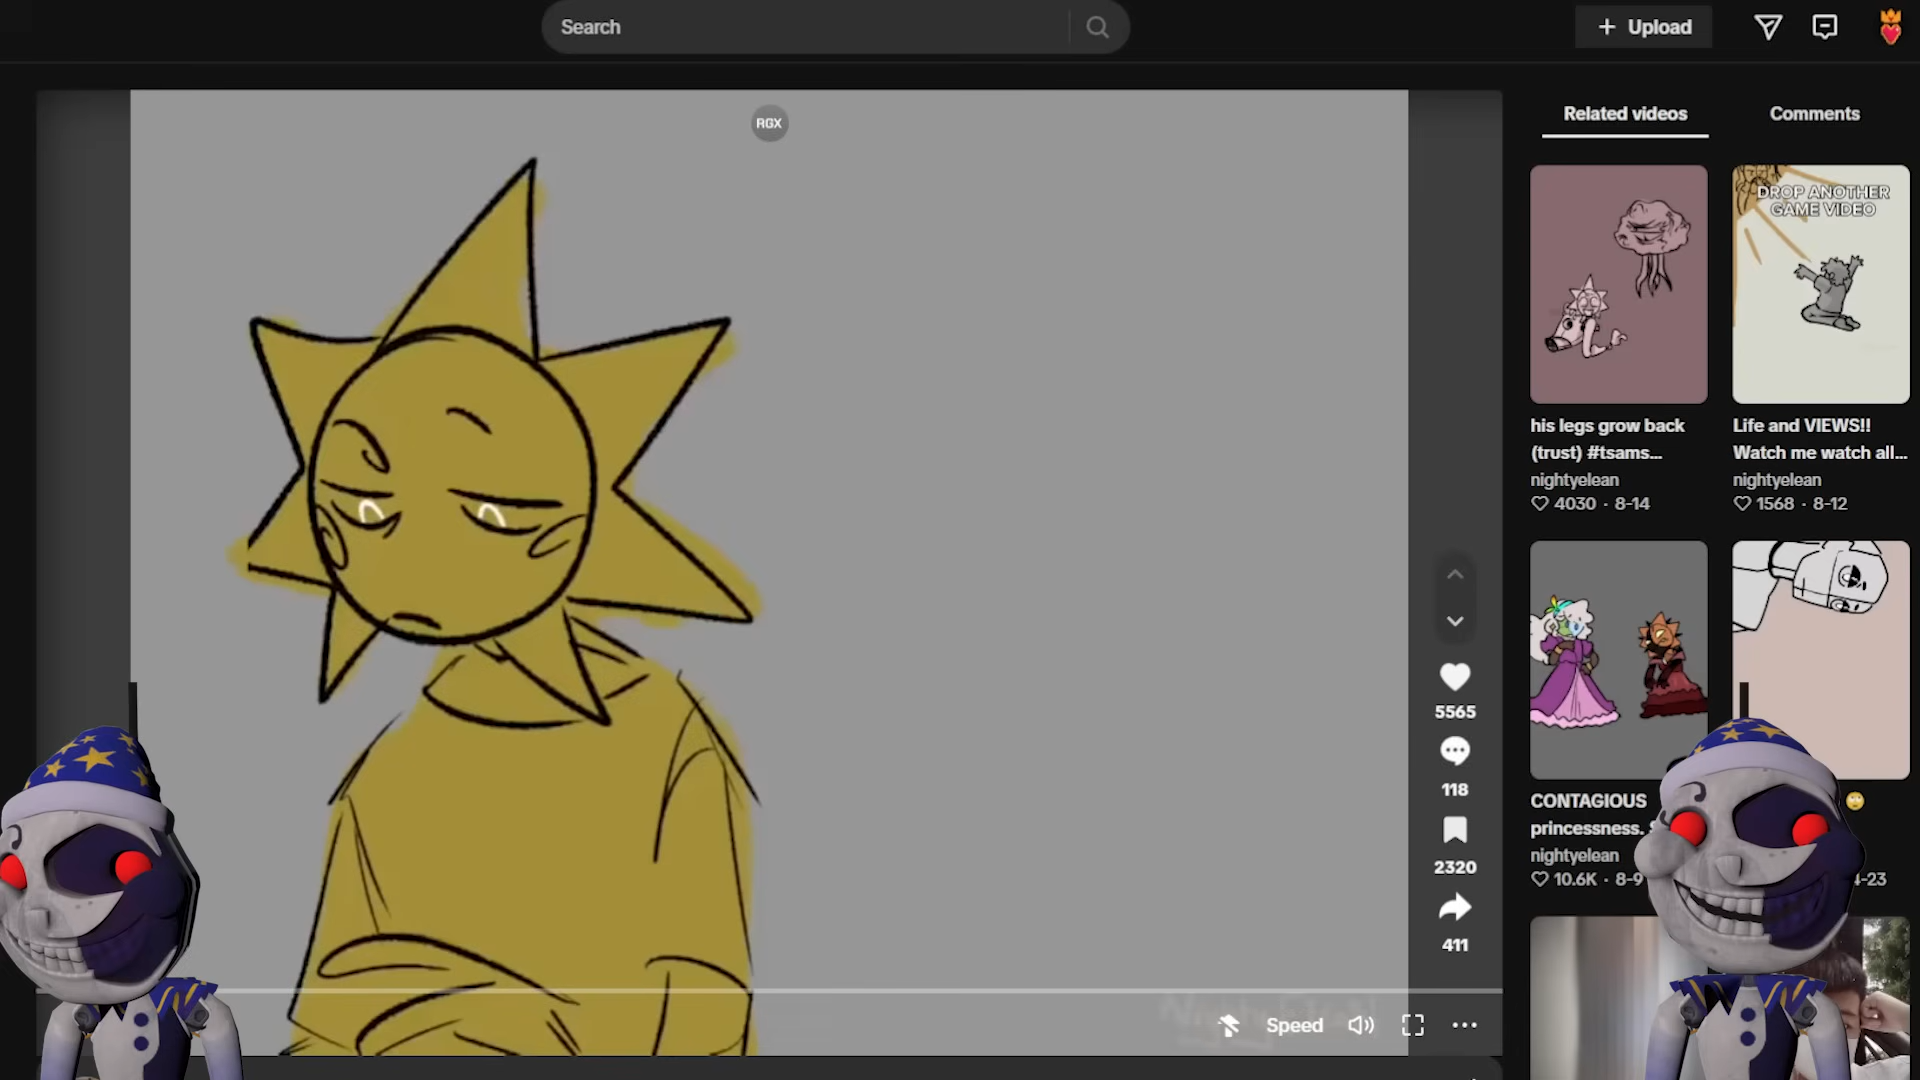 Search
+ Upload
RGX
Related videos
Comments
DROP ANOTHER
GAME VIDEO
his legs grow back
(trust) #tsams...
nightyelean
4030 · 8-14
Life and VIEWS!!
Watch me watch all...
nightyelean
1568 · 8-12
5565
118
2320
411
CONTAGIOUS
princessness.
nightyelean
10.6K · 8-9
4-23
Speed